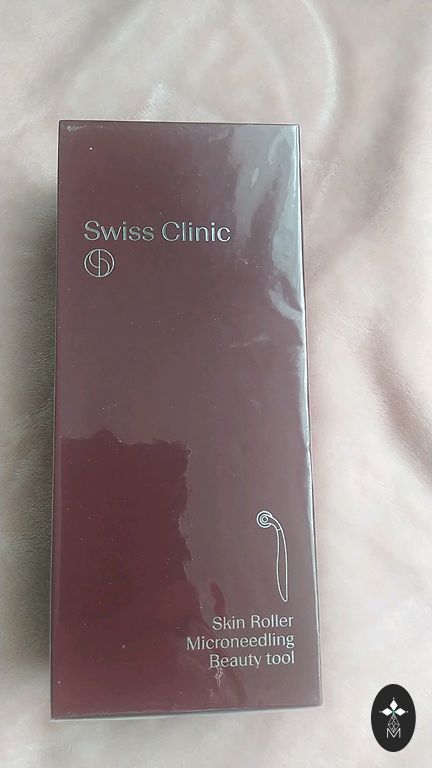 Swiss Clinic
Skin Roller
Microneedling
Beauty tool